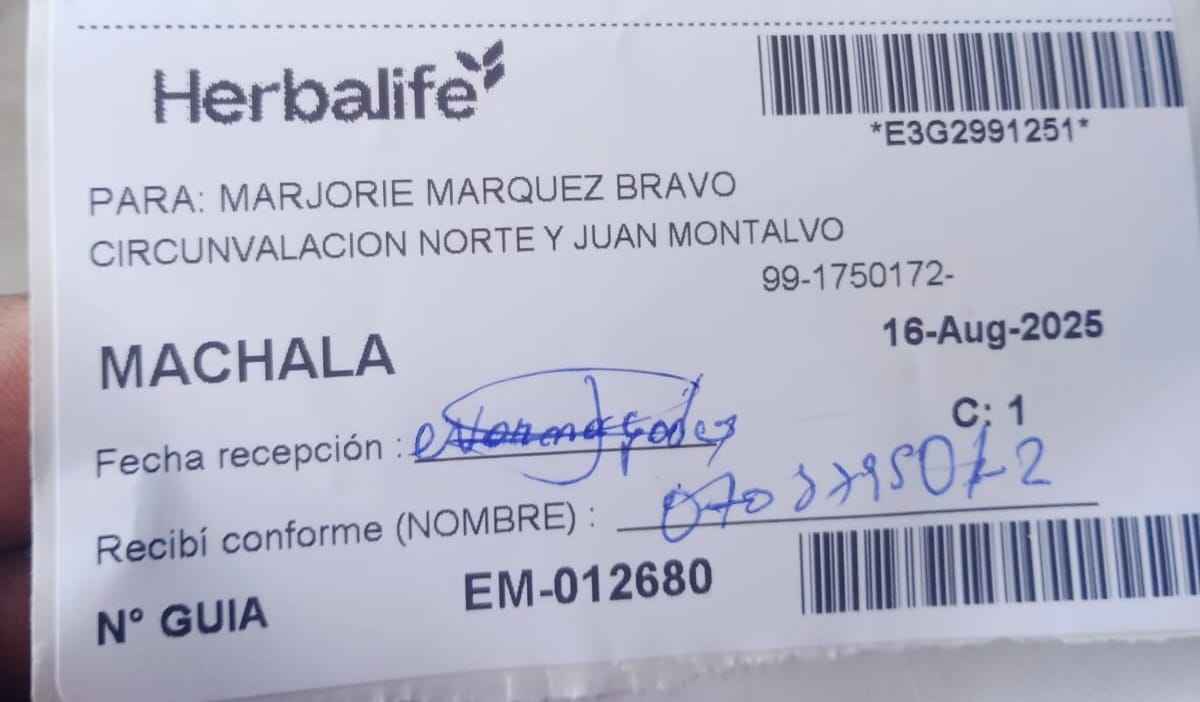 Herbalife
*E3G2991251*
PARA: MARJORIE MARQUEZ BRAVO
CIRCUNVALACION NORTE Y JUAN MONTALVO
99-1750172-
16-Aug-2025
MACHALA
C: 1
Fecha recepción :
Recibí conforme (NOMBRE) :
Nº GUIA EM-012680